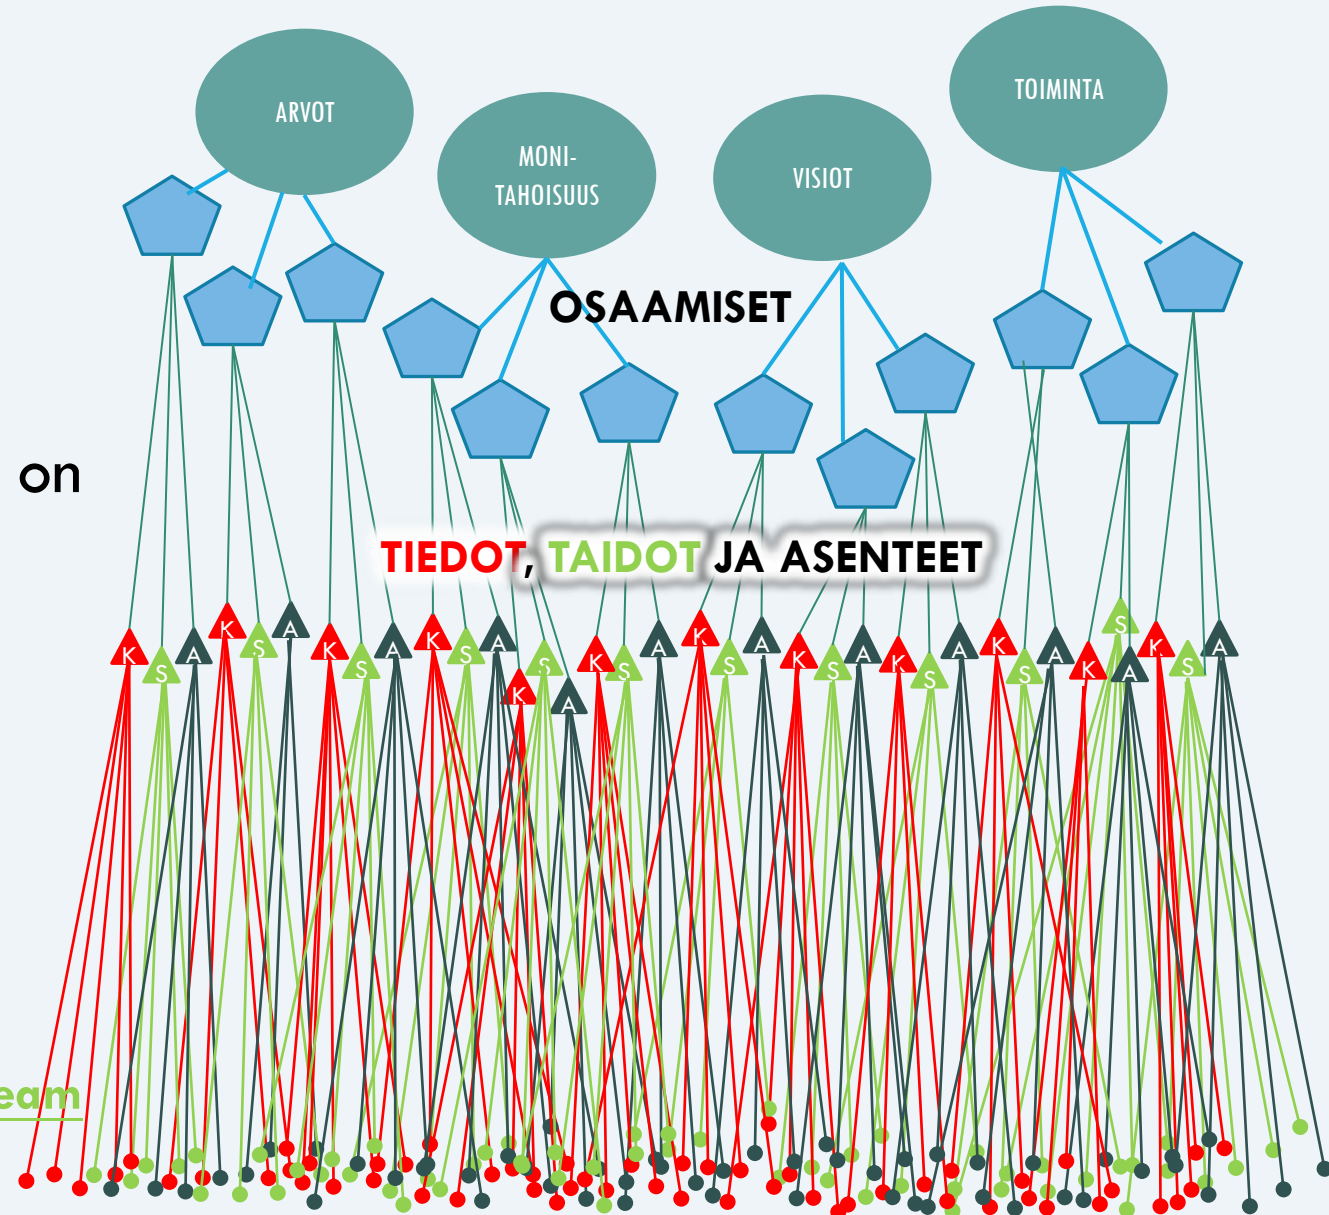 ARVOT
MONI-
TAHOISUUS
VISIOT
TOIMINTA
OSAAMISET
on
TIEDOT, TAIDOT JA ASENTEET
K S A K S A K S A K S A K S A K S A K S A K S A K S A K S A K S A K S A
eam